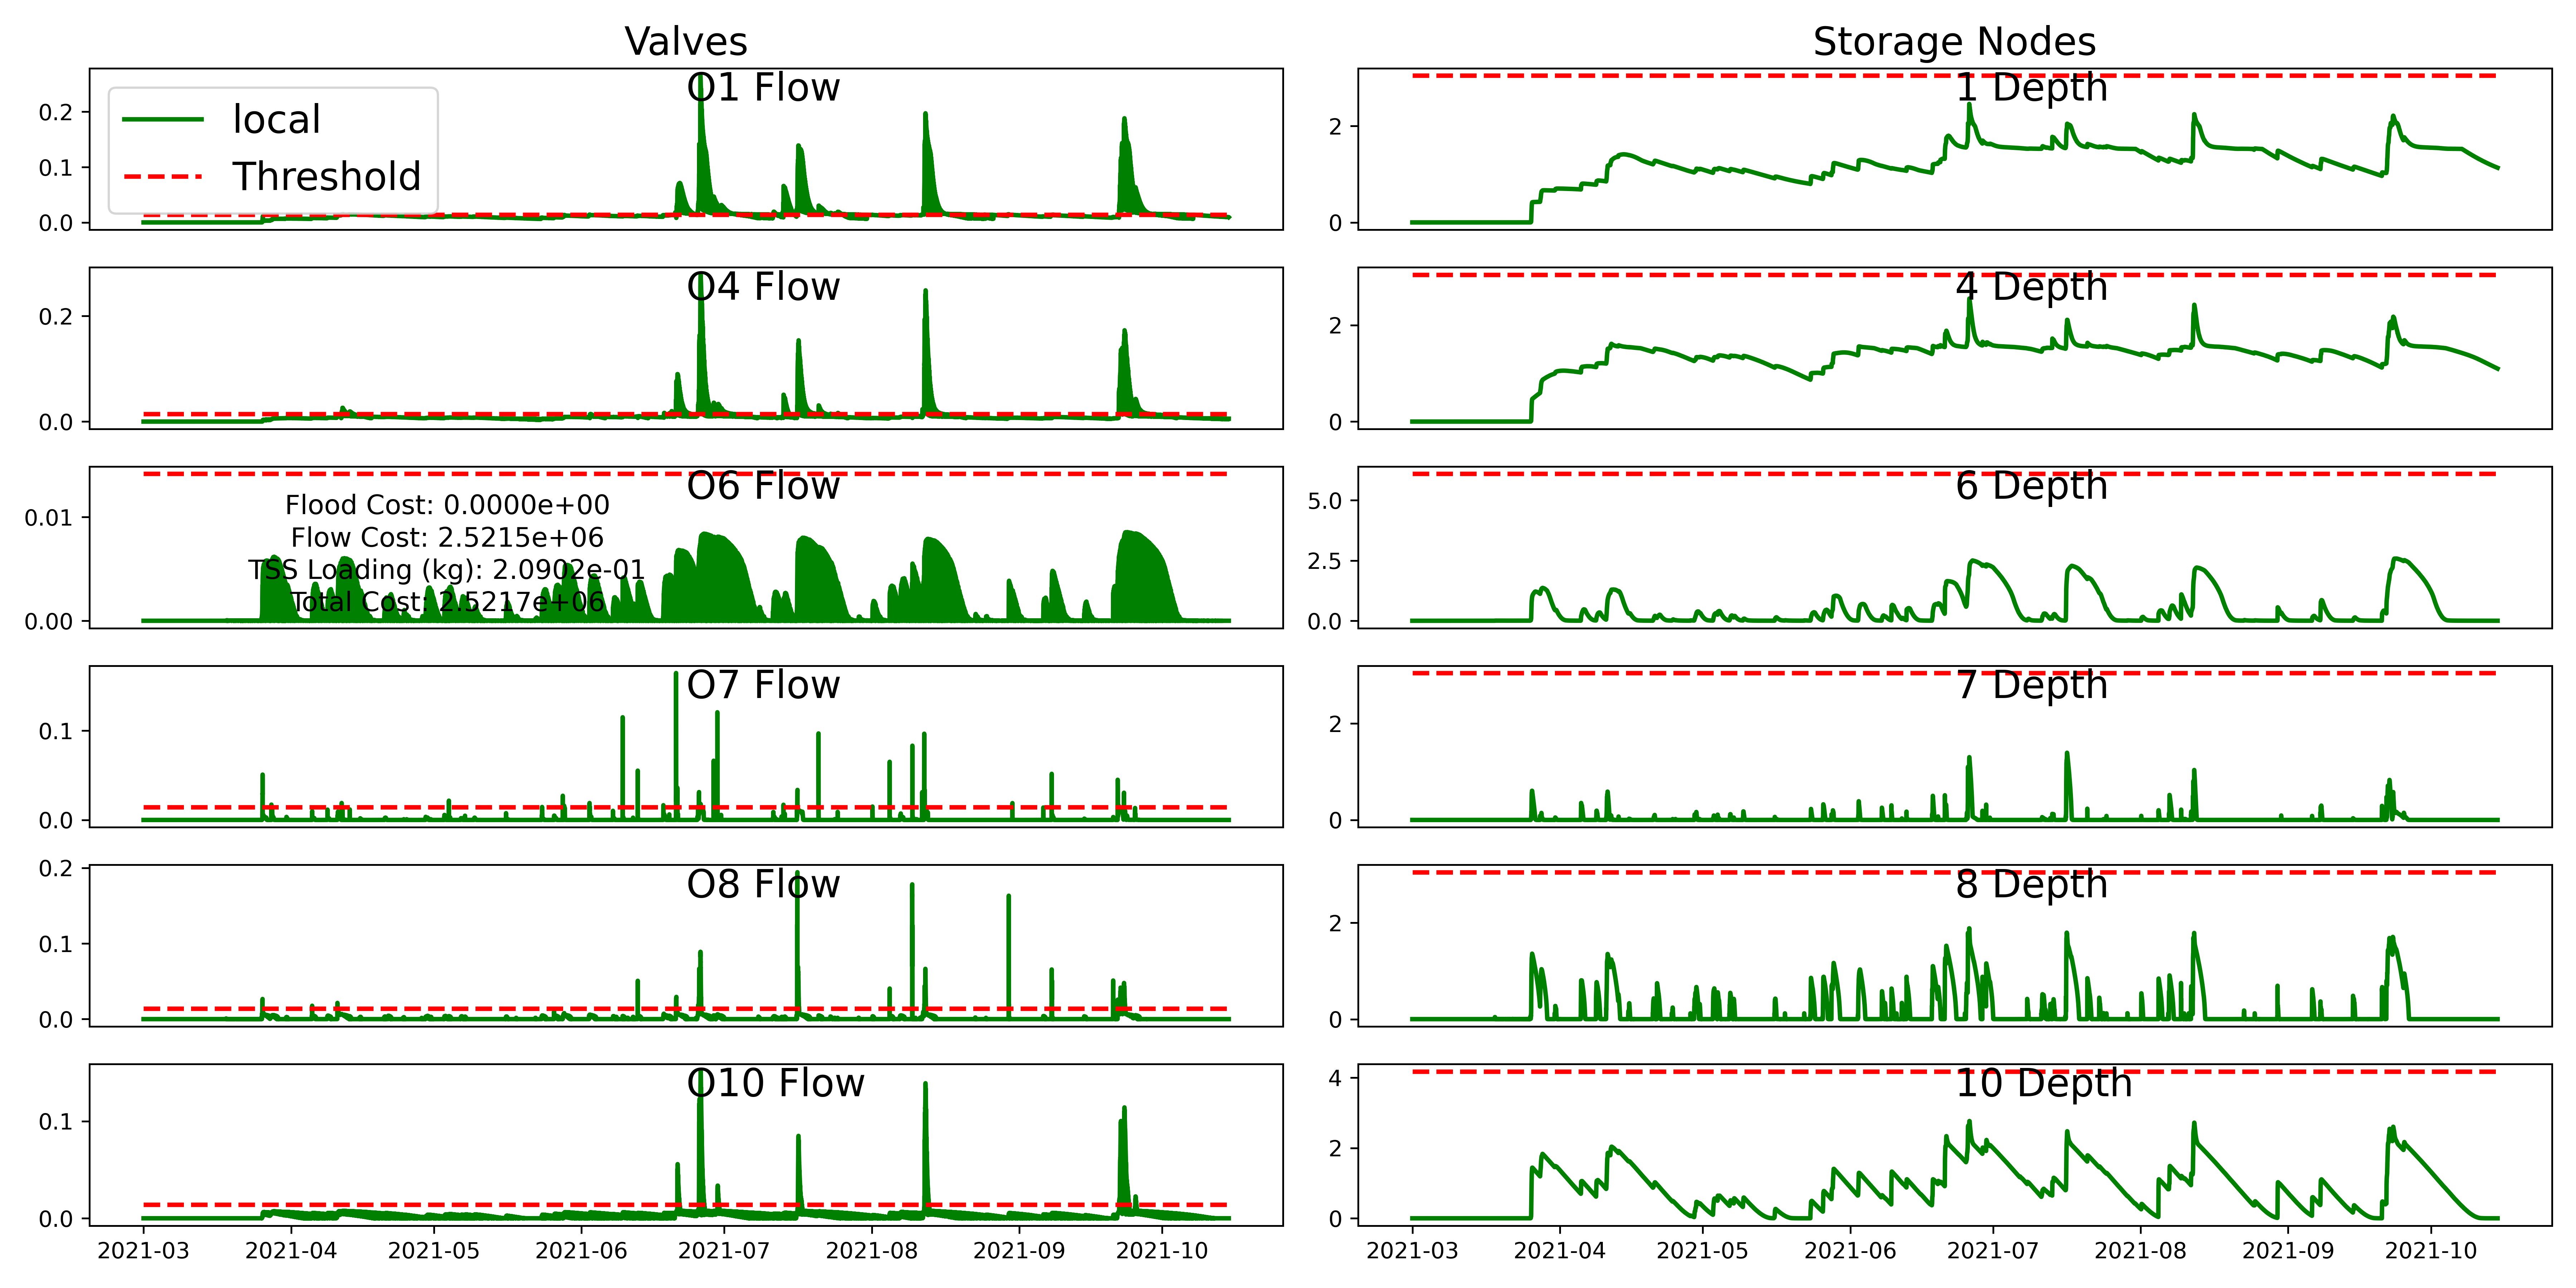 Valves
Storage Nodes
O1 Flow
local
Threshold
0.2
0.1
0.0
1 Depth
2
0
O4 Flow
0.2
0.0
4 Depth
2
0
O6 Flow
Flood Cost: 0.0000e+00
Flow Cost: 2.5215e+06
TSS Loading (kg): 2.0902e-01
Total Cost: 2.5217e+06
0.01
0.00
6 Depth
5.0
2.5
0.0
O7 Flow
0.1
0.0
7 Depth
2
0
O8 Flow
0.2
0.1
0.0
8 Depth
2
0
O10 Flow
0.1
0.0
10 Depth
4
2
0
2021-03 2021-04 2021-05 2021-06 2021-07 2021-08 2021-09 2021-10
2021-03 2021-04 2021-05 2021-06 2021-07 2021-08 2021-09 2021-10